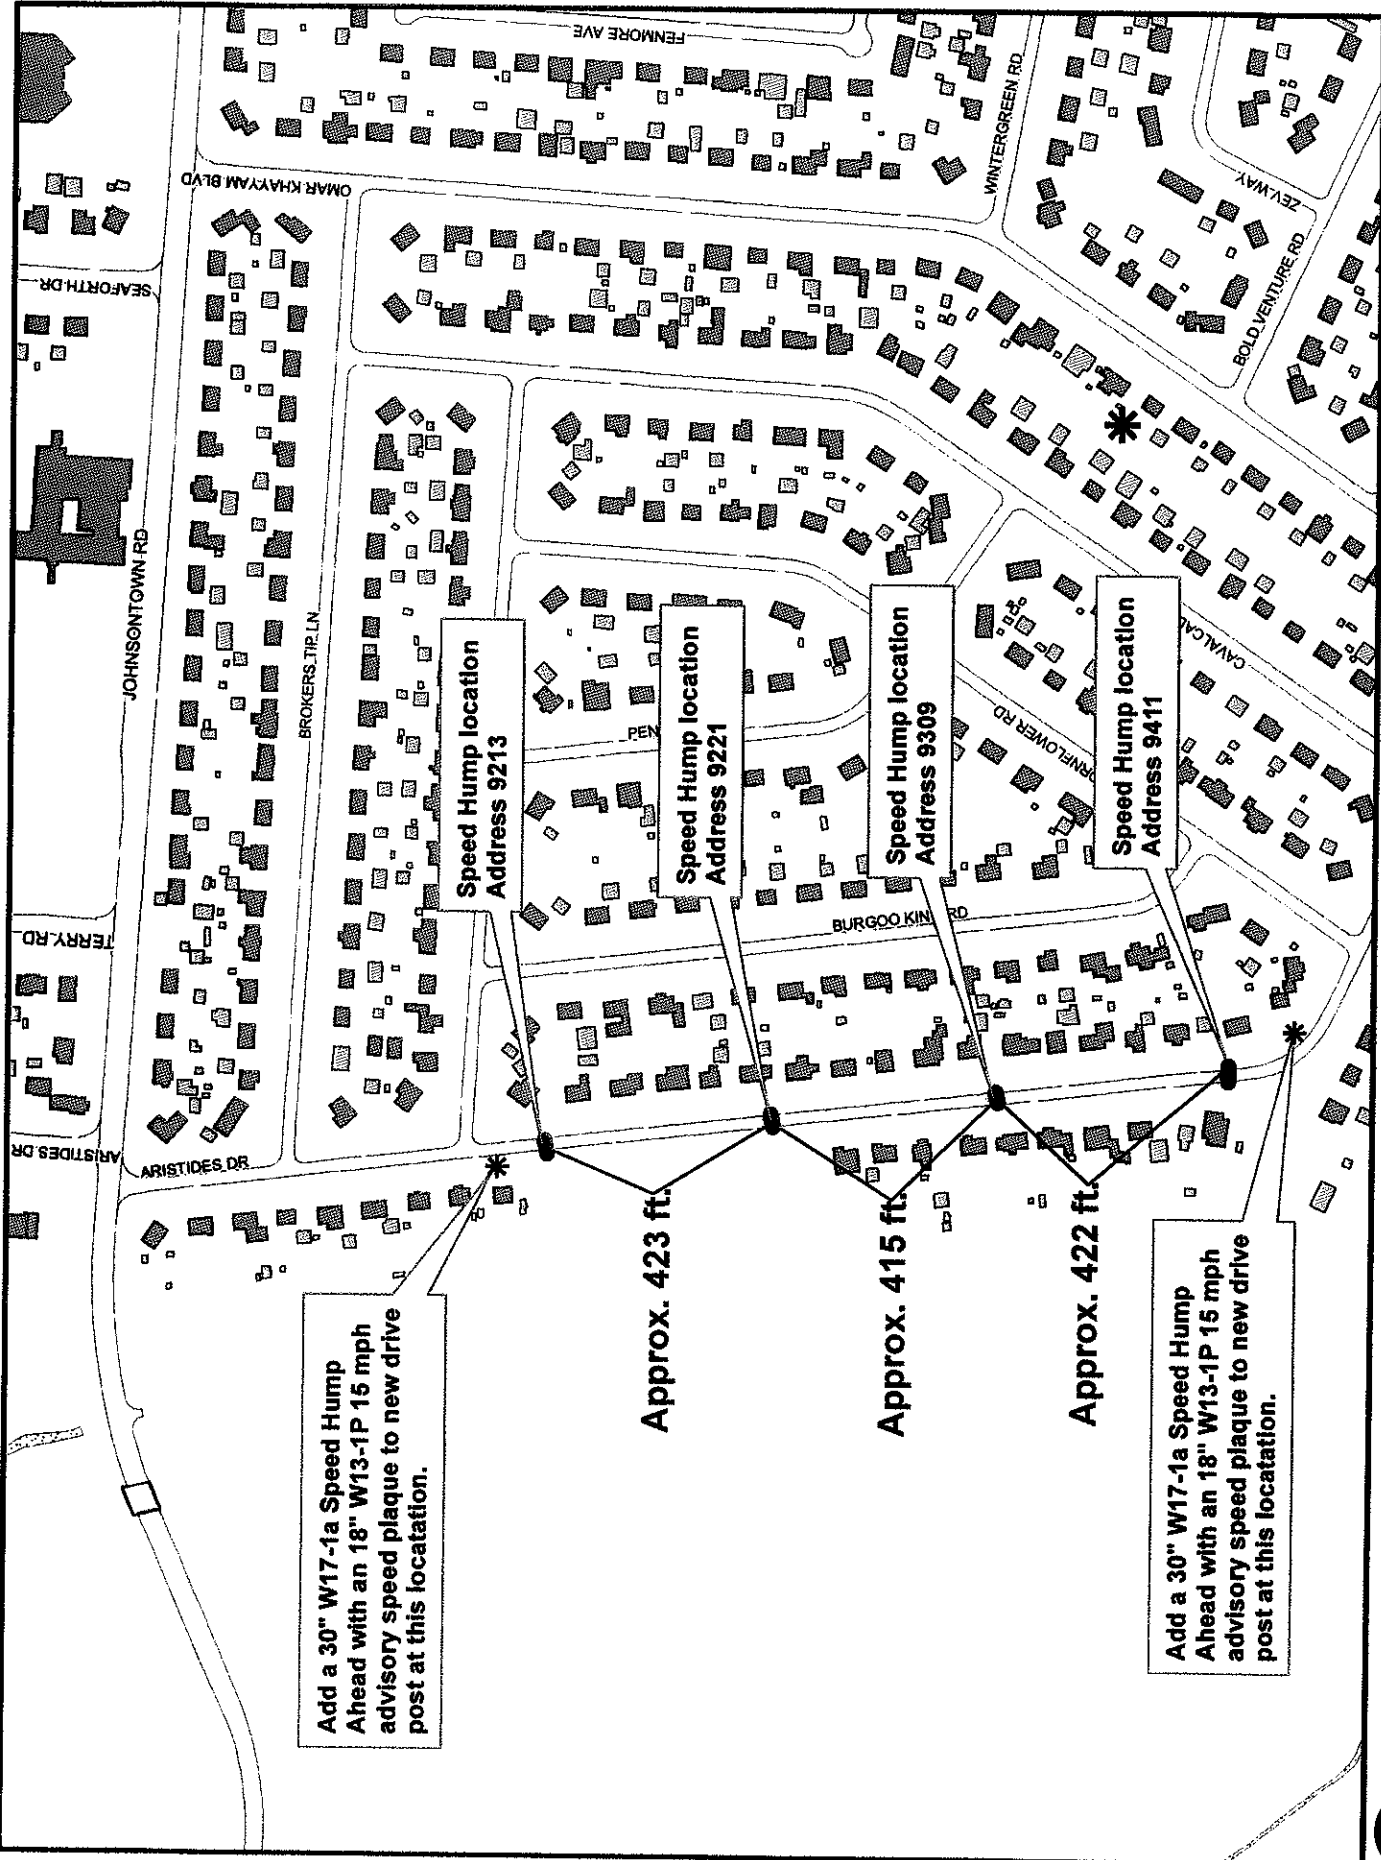 FENMORE AVE
WINTERGREEN RD
OMAR KHAYYAM BLVD
ZEV WAY
SEAFORTH DR
BOLD VENTURE RD
JOHNSONTOWN RD
BROKERS TIP LN
PEN
CAVALCAD
ORNFLOWER RD
BURGOO KIN RD
TERRY RD
ARISTIDES DR
ARISTIDES DR
Speed Hump location
Address 9213
Speed Hump location
Address 9221
Speed Hump location
Address 9309
Speed Hump location
Address 9411
Approx. 423 ft.
Approx. 415 ft.
Approx. 422 ft.
Add a 30" W17-1a Speed Hump
Ahead with an 18" W13-1P 15 mph
advisory speed plaque to new drive
post at this locatation.
Add a 30" W17-1a Speed Hump
Ahead with an 18" W13-1P 15 mph
advisory speed plaque to new drive
post at this locatation.